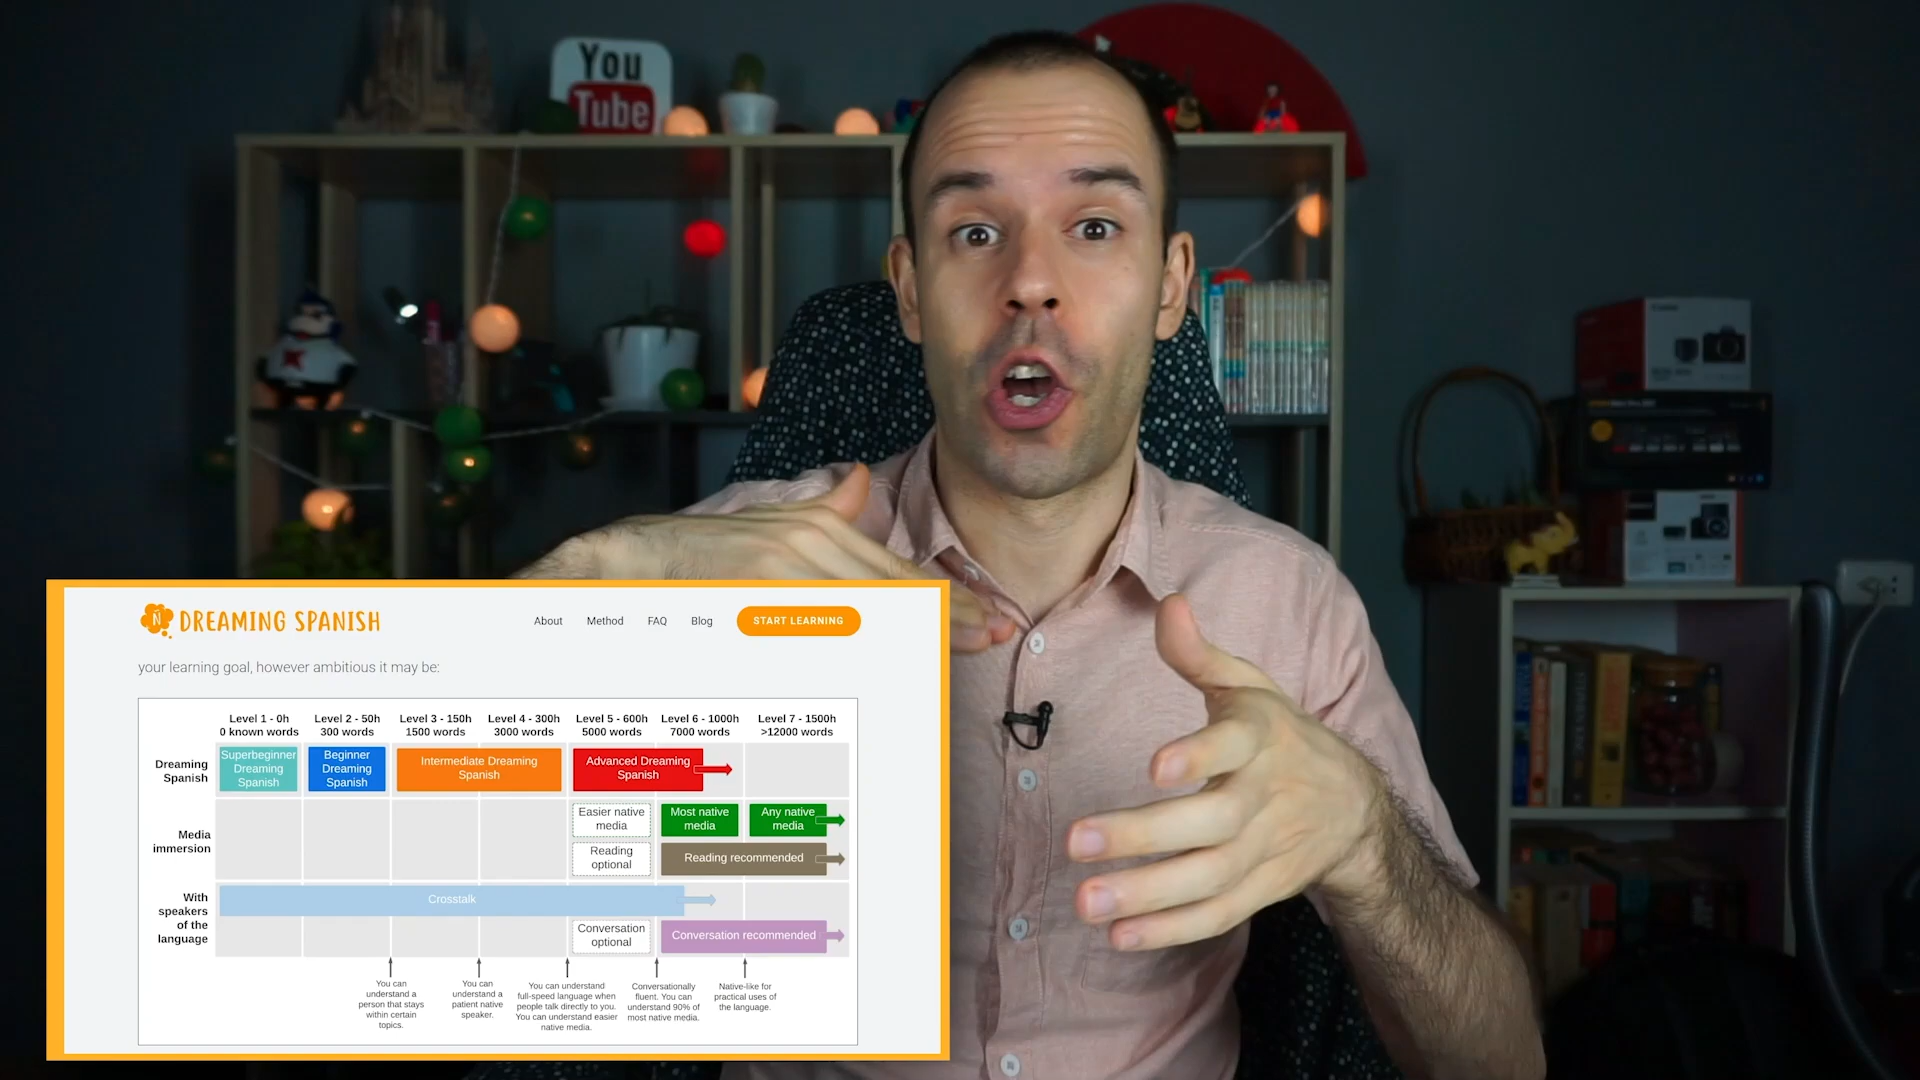 You
Tube
DREAMING SPANISH
About Method FAQ Blog START LEARNING
your learning goal, however ambitious it may be:
Level 1 - 0h Level 2 - 50h Level 3 - 150h Level 4 - 300h Level 5 - 600h Level 6 - 1000h Level 7 - 1500h
0 known words 300 words 1500 words 3000 words 5000 words 7000 words >12000 words
Dreaming
Spanish
Superbeginner
Dreaming
Spanish
Beginner
Dreaming
Spanish
Intermediate Dreaming
Spanish
Advanced Dreaming
Spanish
Media
immersion
Easier native
media
Most native
media
Any native
media
Reading
optional
Reading recommended
With
speakers
of the
language
Crosstalk
Conversation
optional
Conversation recommended
You can
understand a
person that stays
within certain
topics.
You can
understand a
patient native
speaker.
You can understand
full-speed language when
people talk directly to you.
You can understand easier
native media.
Conversationally
fluent. You can
understand 90% of
most native media.
Native-like for
practical uses of
the language.